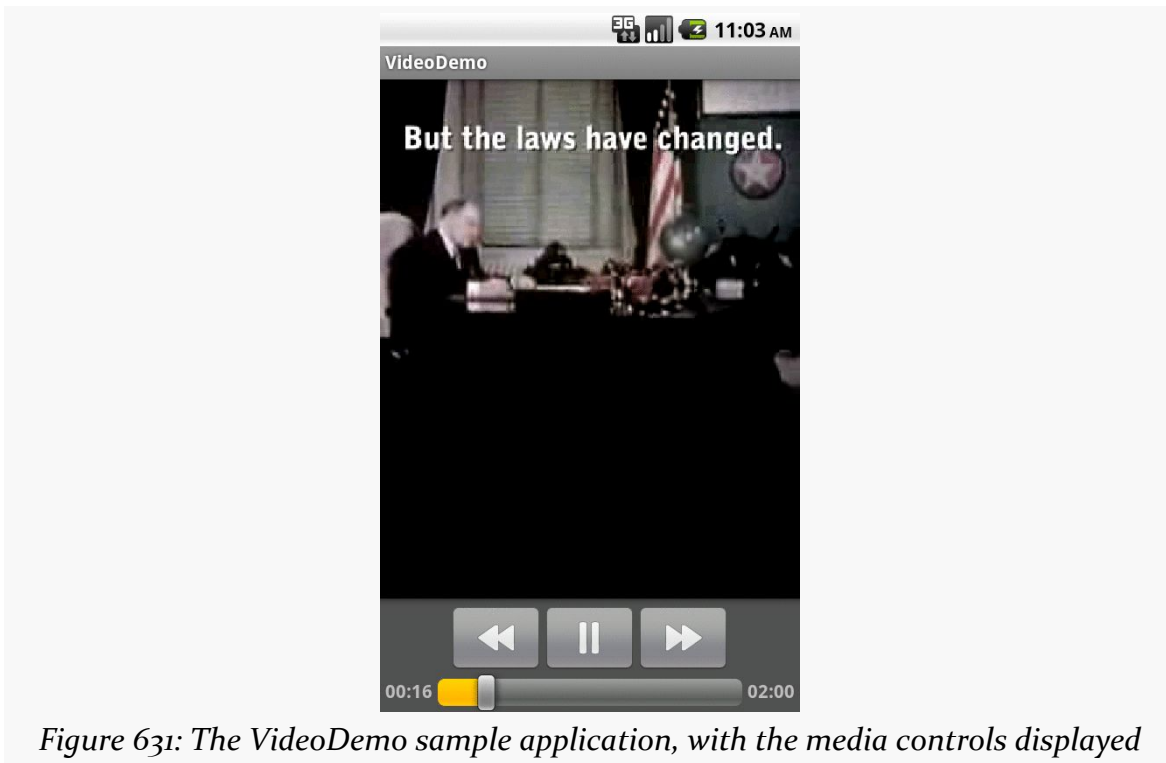 3G 11:03 AM
VideoDemo
But the laws have changed.
00:16 02:00
Figure 631: The VideoDemo sample application, with the media controls displayed